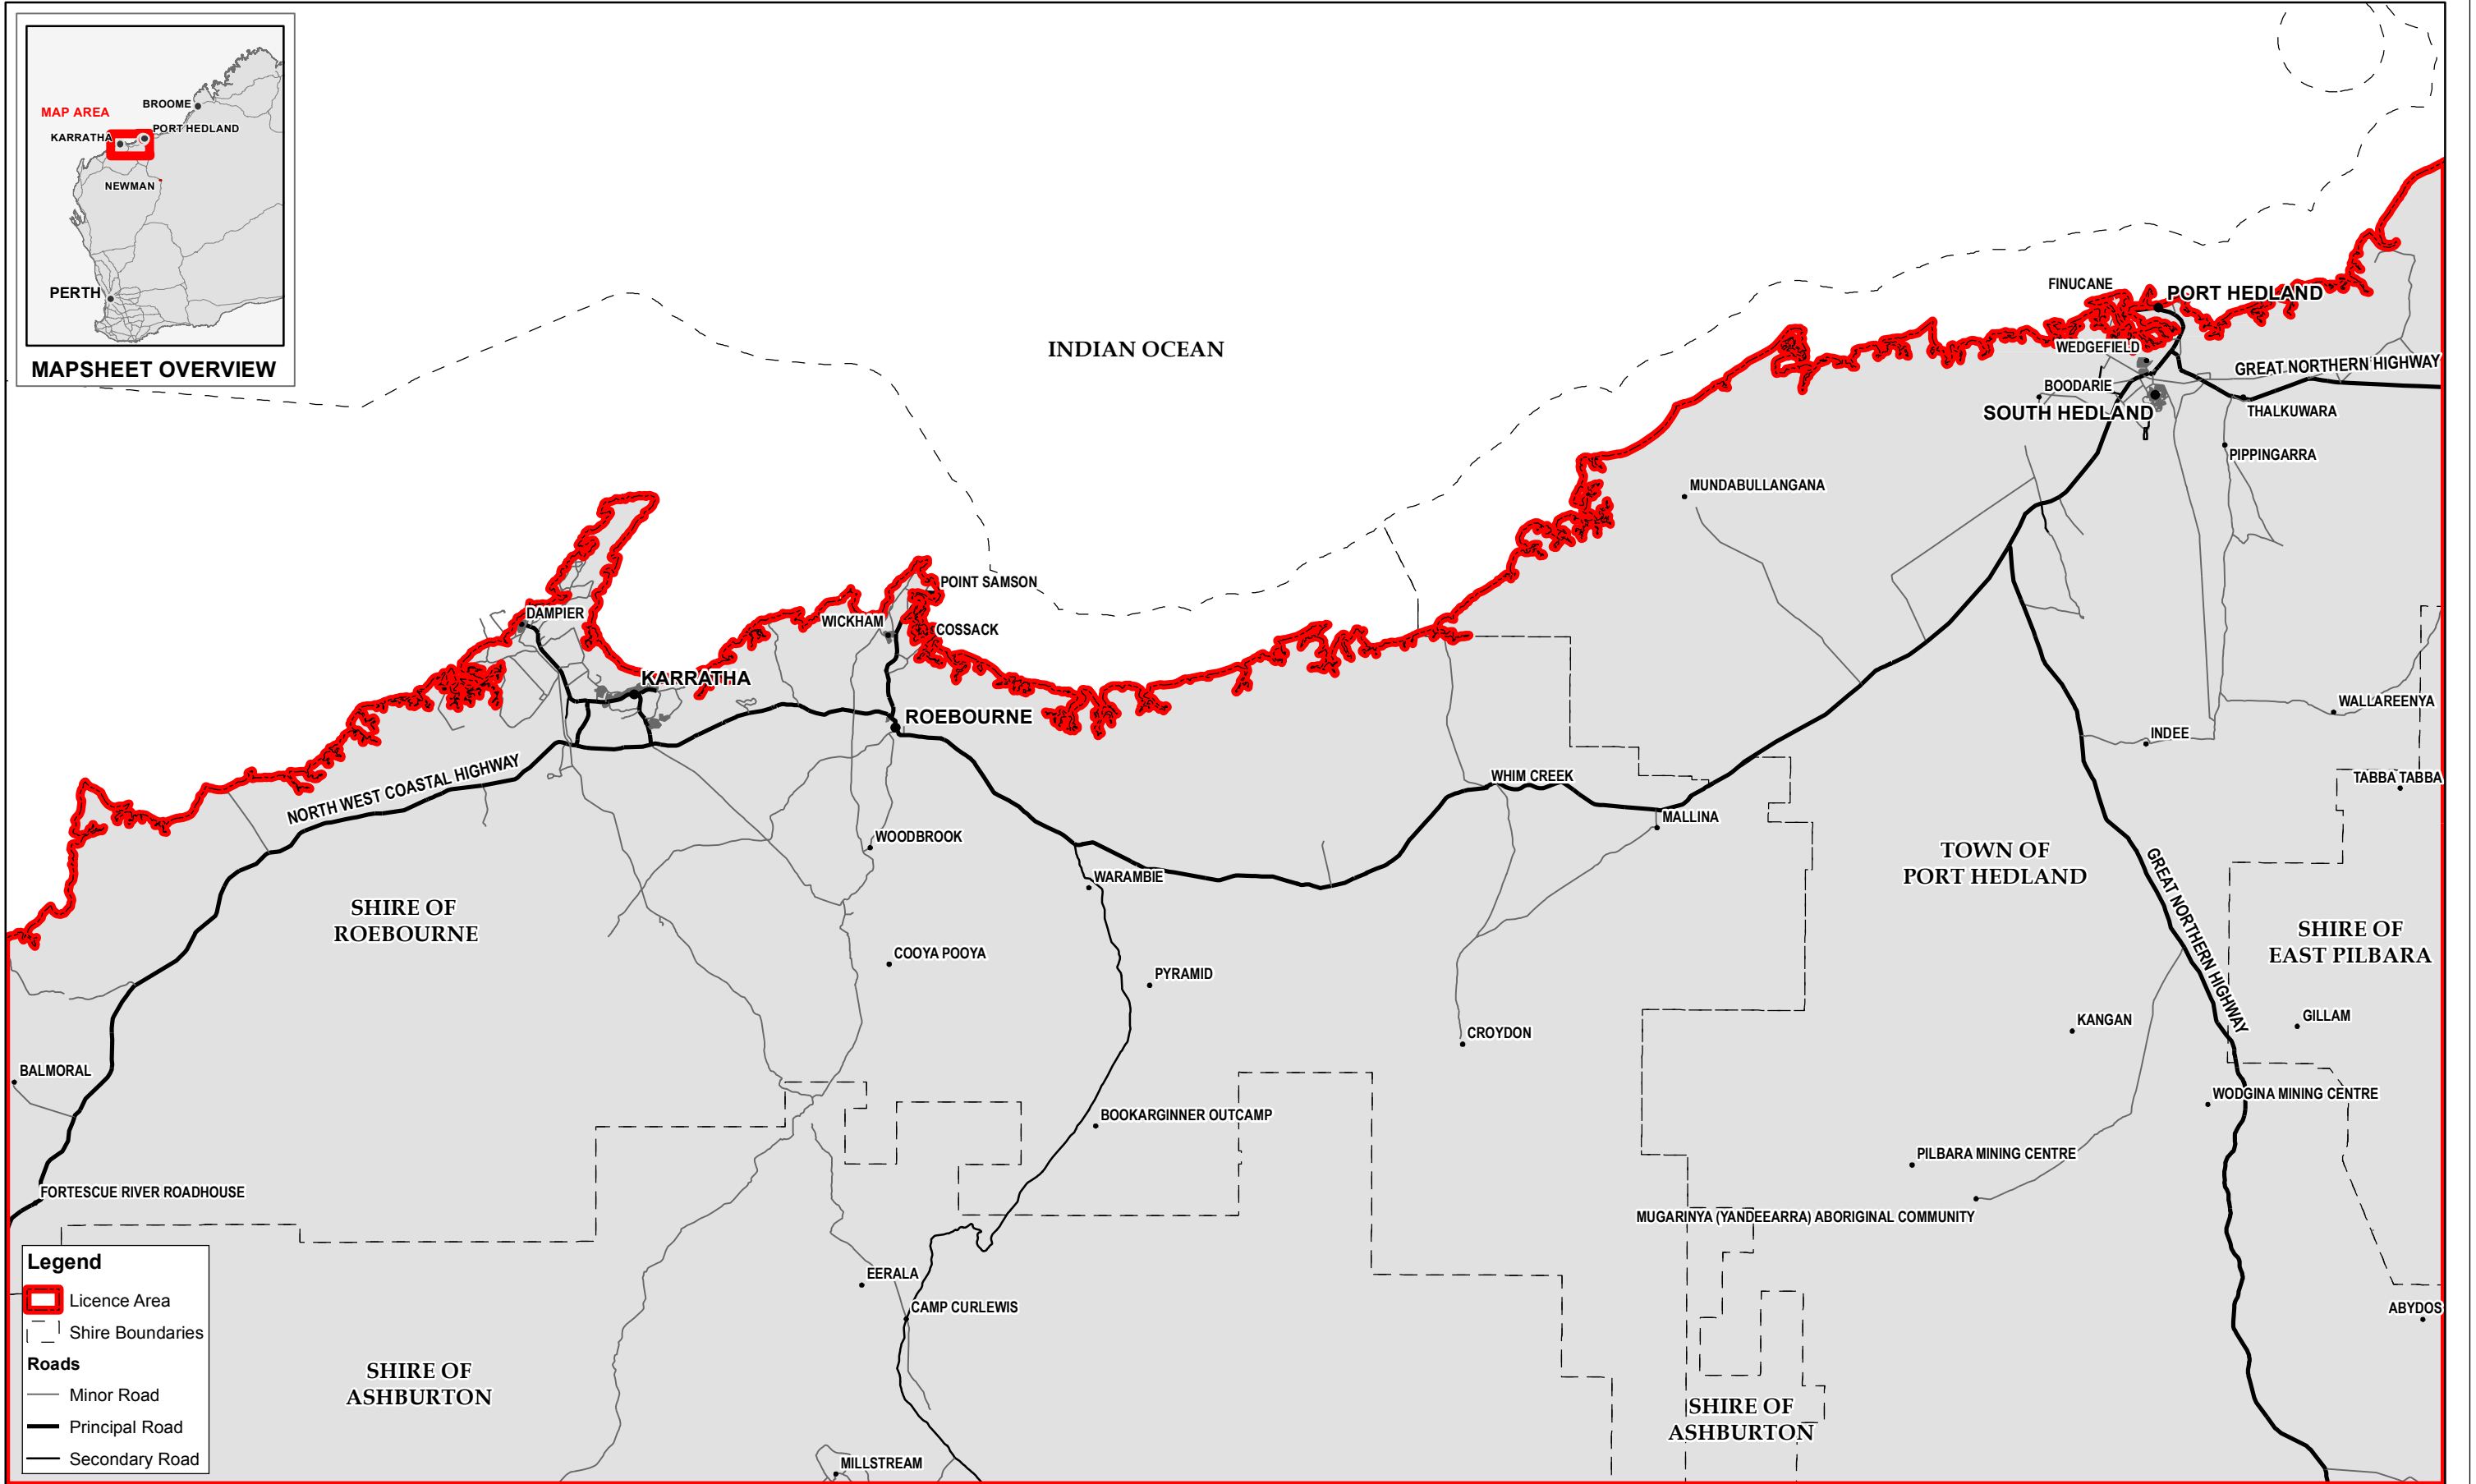 BROOME
MAP AREA
PORT HEDLAND
KARRATHA
NEWMAN
PERTH
MAPSHEET OVERVIEW
INDIAN OCEAN
FINUCANE
PORT HEDLAND
WEDGEFIELD
GREAT NORTHERN HIGHWAY
BOODARIE
SOUTH HEDLAND
THALKUWARA
PIPPINGARRA
MUNDABULLANGANA
POINT SAMSON
DAMPIER
WICKHAM
COSSACK
KARRATHA
ROEBOURNE
WALLAREENYA
INDEE
NORTH WEST COASTAL HIGHWAY
WHIM CREEK
TABBA TABBA
MALLINA
WOODBROOK
WARAMBIE
TOWN OF
PORT HEDLAND
GREAT NORTHERN HIGHWAY
SHIRE OF
ROEBOURNE
SHIRE OF
EAST PILBARA
COOYA POOYA
PYRAMID
CROYDON
KANGAN
GILLAM
BALMORAL
WODGINA MINING CENTRE
BOOKARGINNER OUTCAMP
PILBARA MINING CENTRE
FORTESCUE RIVER ROADHOUSE
MUGARINYA (YANDEEARRA) ABORIGINAL COMMUNITY
EERALA
CAMP CURLEWIS
ABYDOS
SHIRE OF
ASHBURTON
SHIRE OF
ASHBURTON
MILLSTREAM
Legend
Licence Area
Shire Boundaries
Roads
Minor Road
Principal Road
Secondary Road